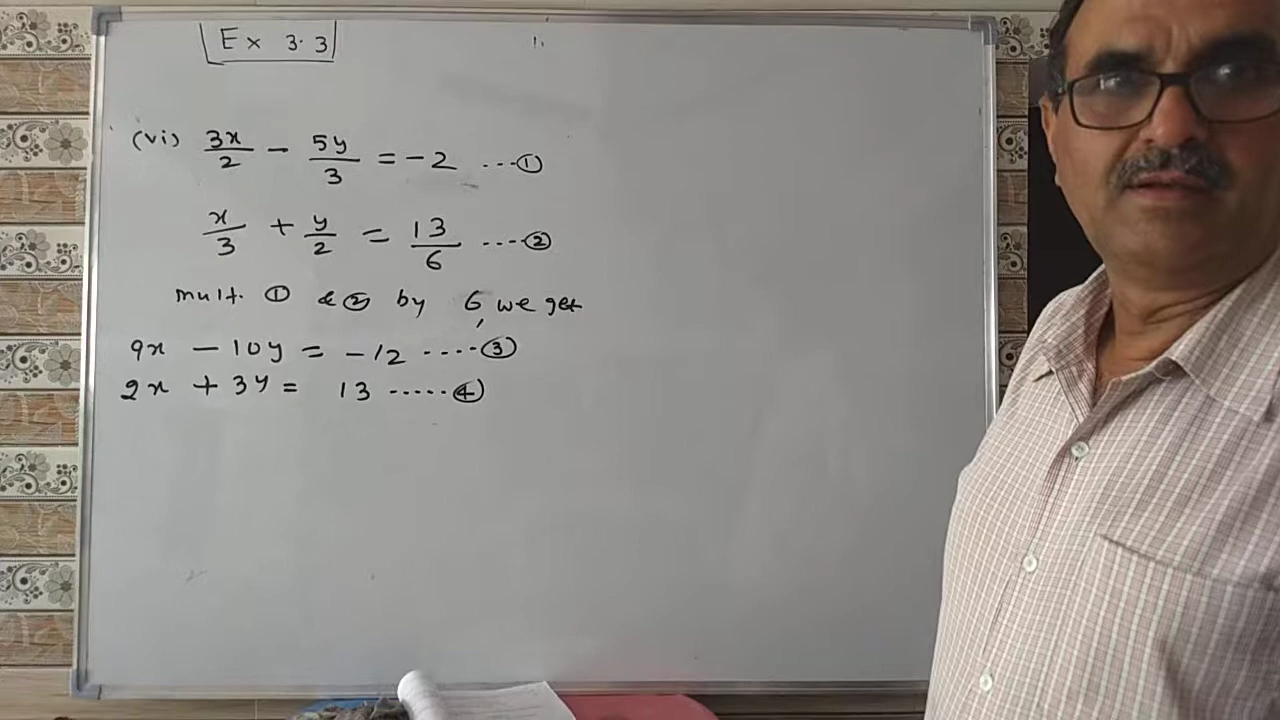 Ex 3.3
(vi) 3x/2 - 5y/3 = -2 ...①
x/3 + y/2 = 13/6 ....②
mult. ① & ② by 6, we get
9x - 10y = -12 ....③
2x + 3y = 13 .....④